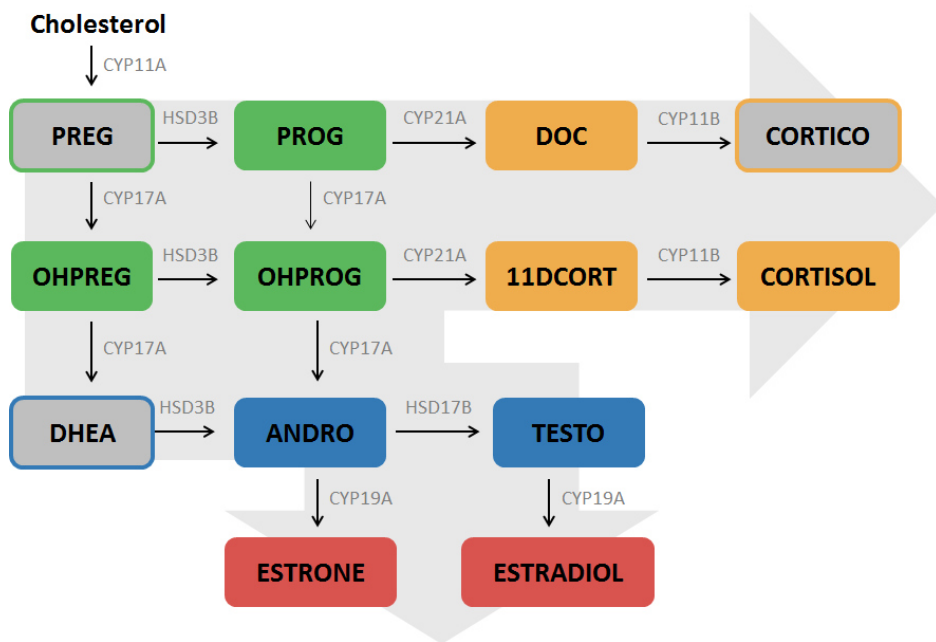 Cholesterol
CYP11A
PREG
HSD3B
PROG
CYP21A
DOC
CYP11B
CORTICO
CYP17A
CYP17A
OHPREG
HSD3B
OHPROG
CYP21A
11DCORT
CYP11B
CORTISOL
CYP17A
CYP17A
DHEA
HSD3B
ANDRO
HSD17B
TESTO
CYP19A
CYP19A
ESTRONE
ESTRADIOL